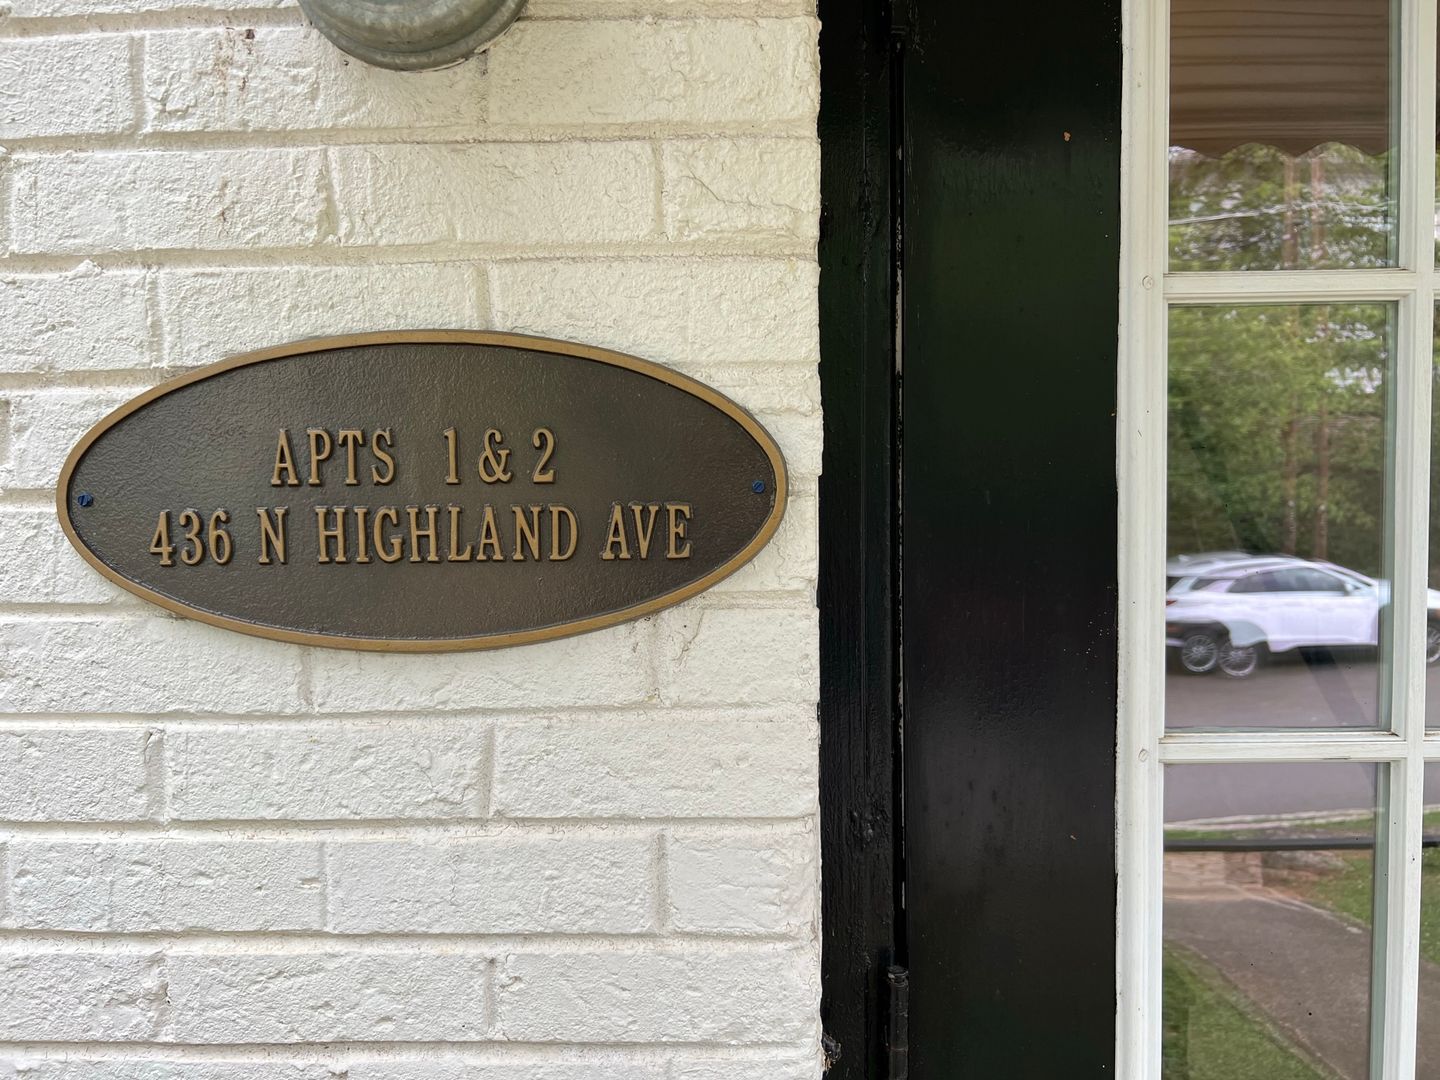 APTS 1 & 2
436 N HIGHLAND AVE